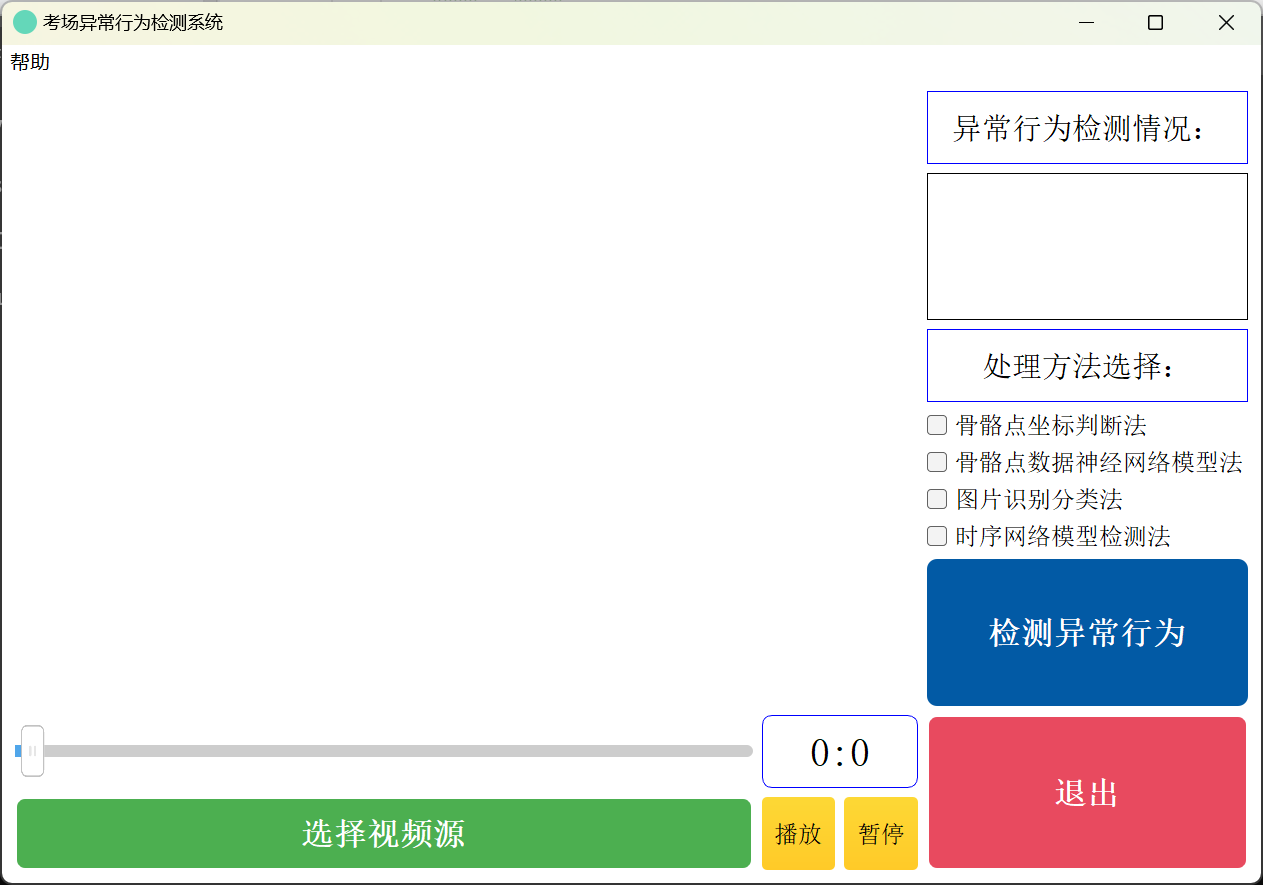 考场异常行为检测系统
帮助
异常行为检测情况：
处理方法选择：
骨骼点坐标判断法
骨骼点数据神经网络模型法
图片识别分类法
时序网络模型检测法
检测异常行为
0:0
退出
选择视频源
播放
暂停